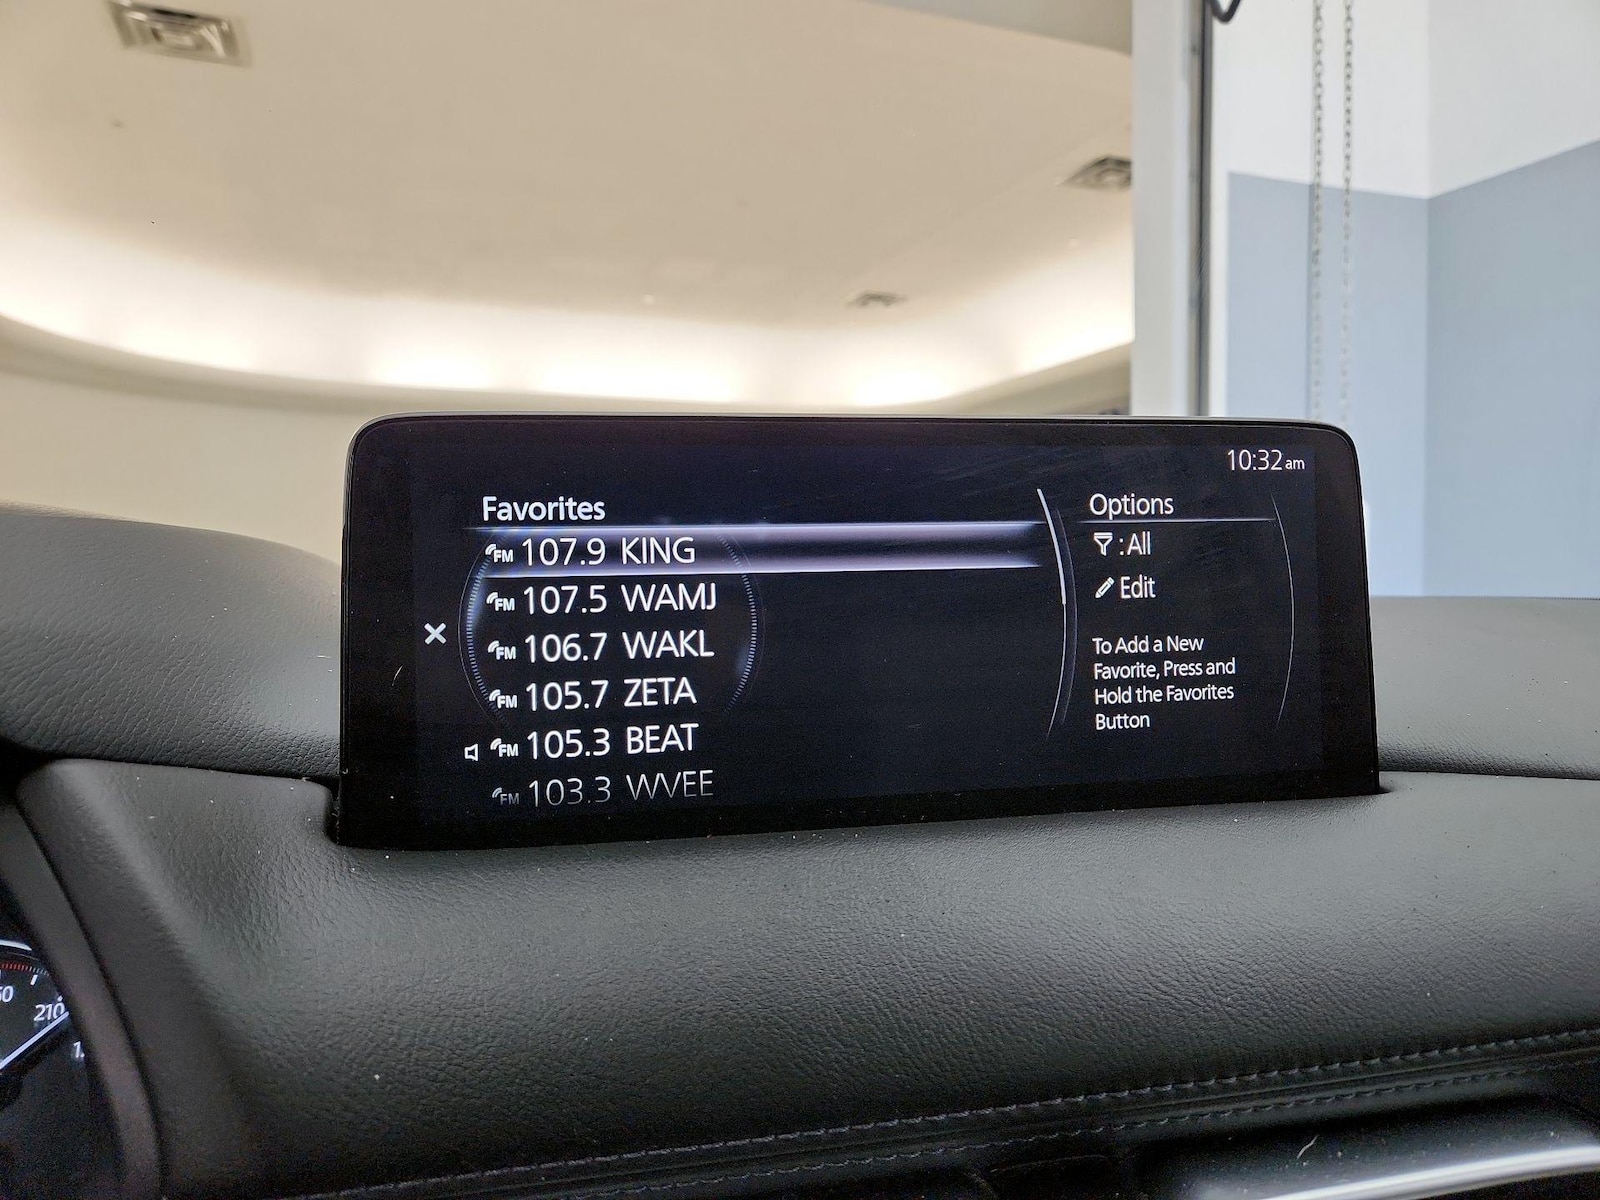 10:32am
Favorites
FM 107.9 KING
FM 107.5 WAMJ
FM 106.7 WAKL
FM 105.7 ZETA
FM 105.3 BEAT
FM 103.3 WVEE
Options
:All
Edit
To Add a New
Favorite, Press and
Hold the Favorites
Button
210